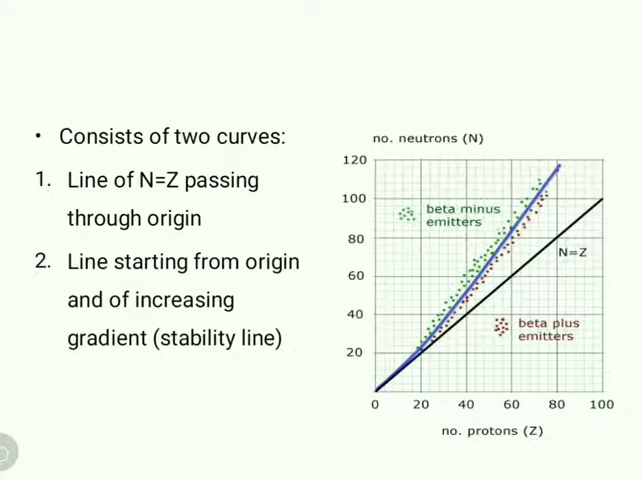 • Consists of two curves:
1. Line of N=Z passing
through origin
2. Line starting from origin
and of increasing
gradient (stability line)
no. neutrons (N)
120
100
80
60
40
20
beta minus
emitters
N=Z
beta plus
emitters
0 20 40 60 80 100
no. protons (Z)